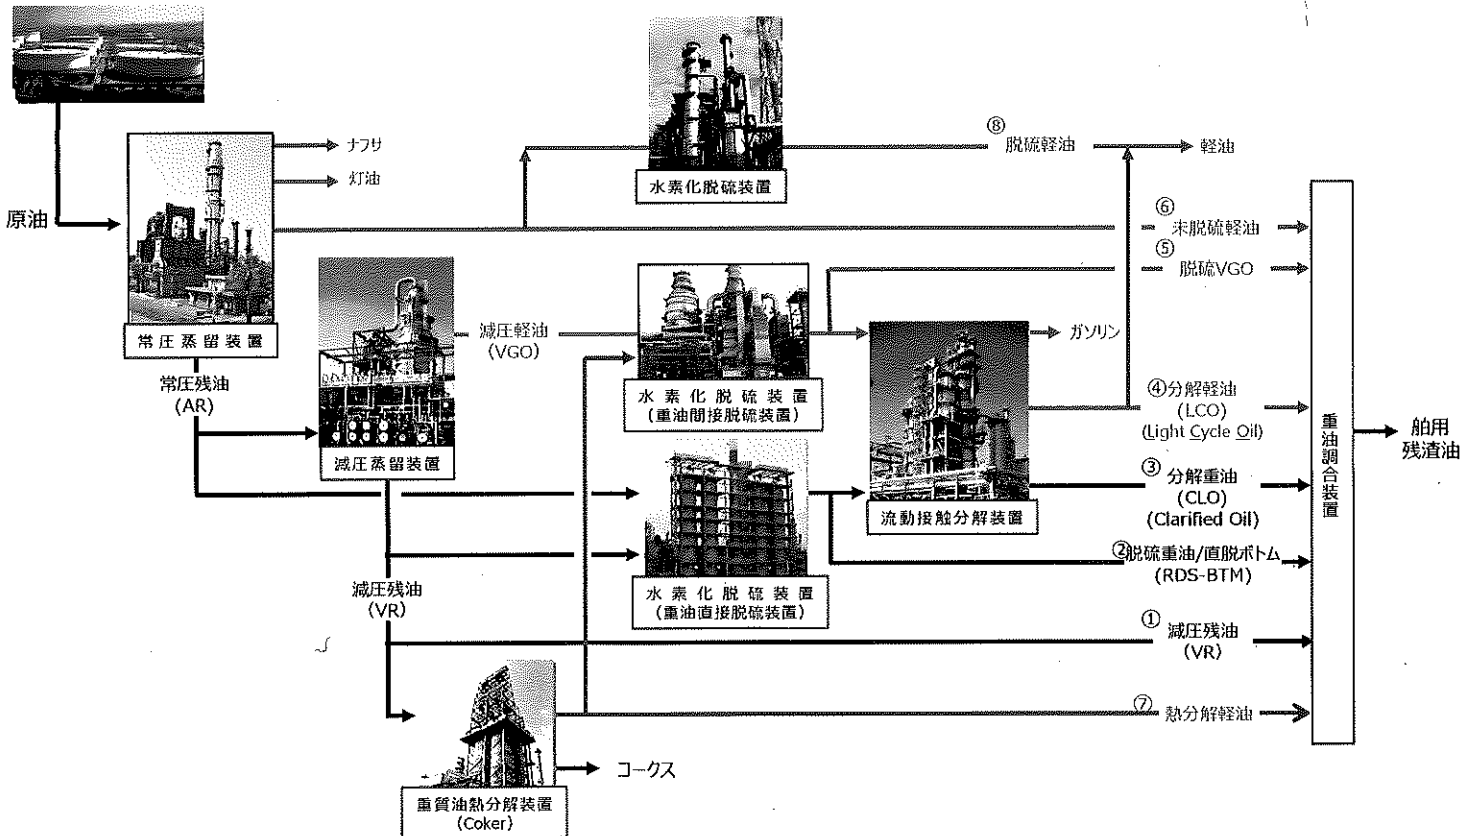 ⑧
脱硫軽油
軽油
ナフサ
灯油
水素化脱硫装置
原油
⑥
未脱硫軽油
⑤
脱硫VGO
常圧蒸留装置
減圧軽油
(VGO)
ガソリン
常圧残油
(AR)
水素化脱硫装置
(重油間接脱硫装置)
④分解軽油
(LCO)
(Light Cycle Oil)
重油調合装置
舶用
残渣油
減圧蒸留装置
③
分解重油
(CLO)
(Clarified Oil)
流動接触分解装置
②脱硫重油/直脱ボトム
(RDS-BTM)
減圧残油
(VR)
水素化脱硫装置
(重油直接脱硫装置)
①
減圧残油
(VR)
⑦
熱分解軽油
コークス
重質油熱分解装置
(Coker)